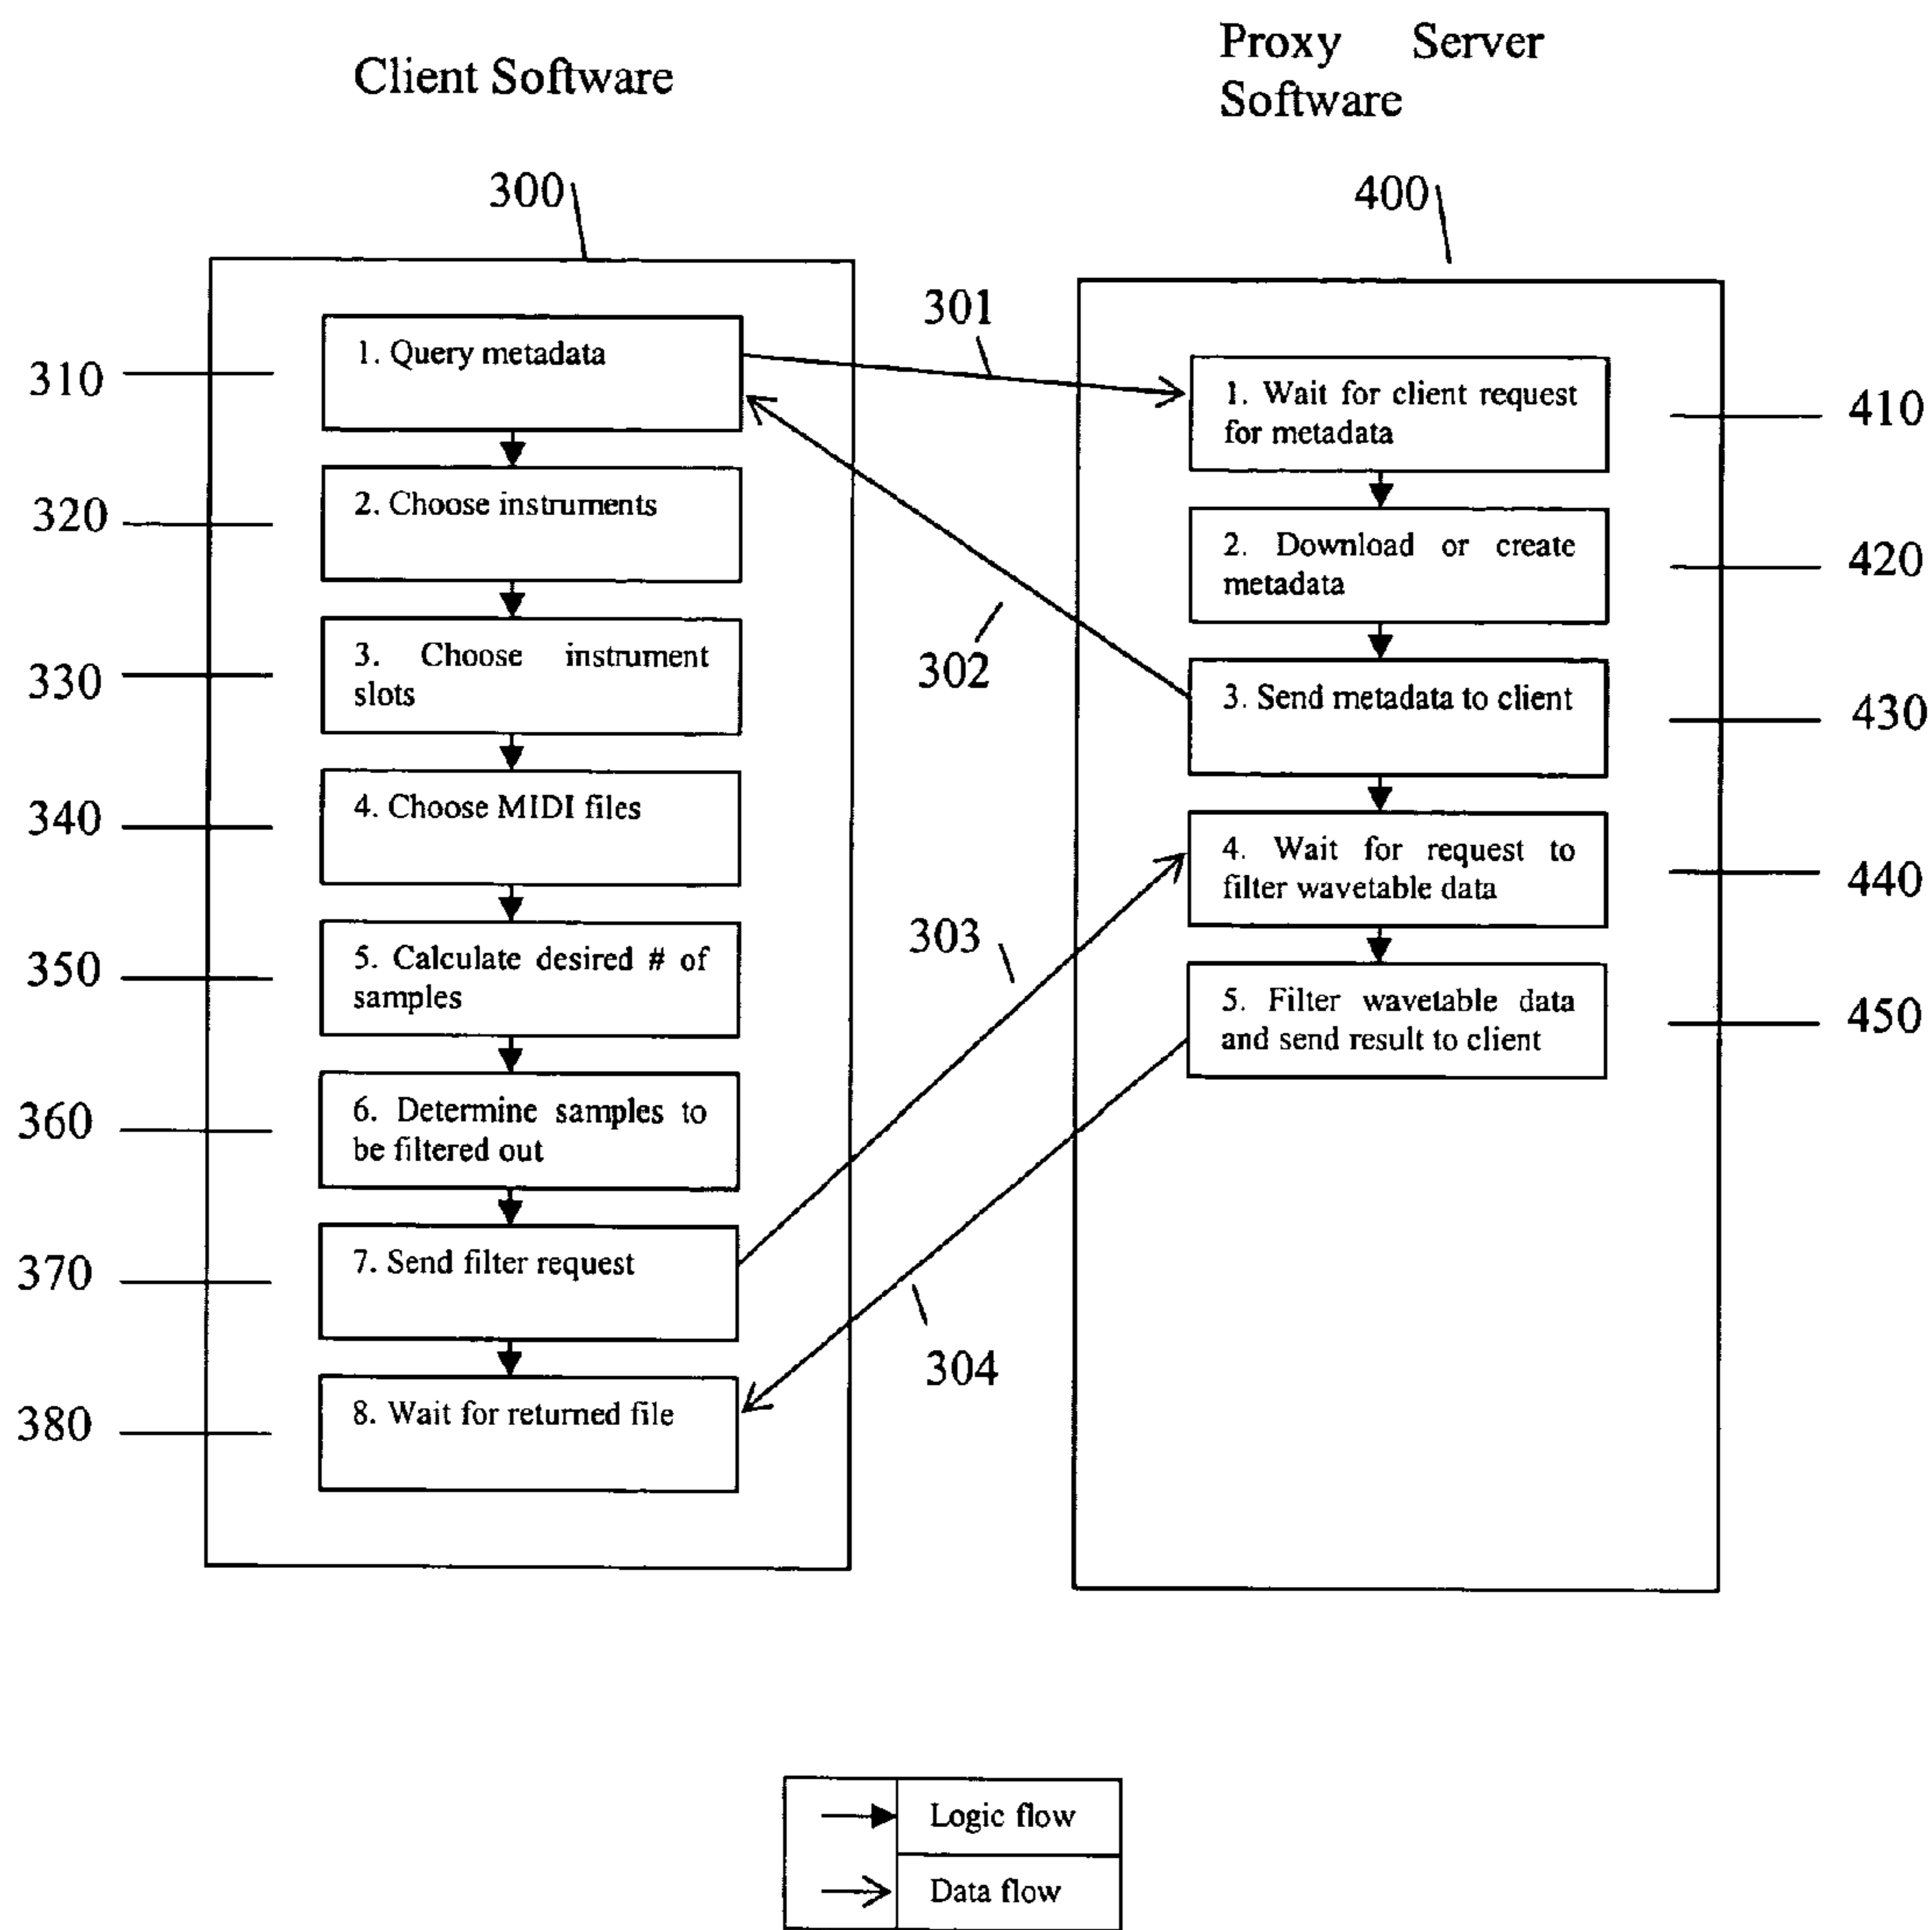 Client Software
Proxy Server
Software
300
400
301
310
1. Query metadata
1. Wait for client request
for metadata
410
320
2. Choose instruments
2. Download or create
metadata
420
302
330
3. Choose instrument
slots
3. Send metadata to client
430
340
4. Choose MIDI files
4. Wait for request to
filter wavetable data
440
303
350
5. Calculate desired # of
samples
5. Filter wavetable data
and send result to client
450
360
6. Determine samples to
be filtered out
370
7. Send filter request
304
380
8. Wait for returned file
Logic flow
Data flow